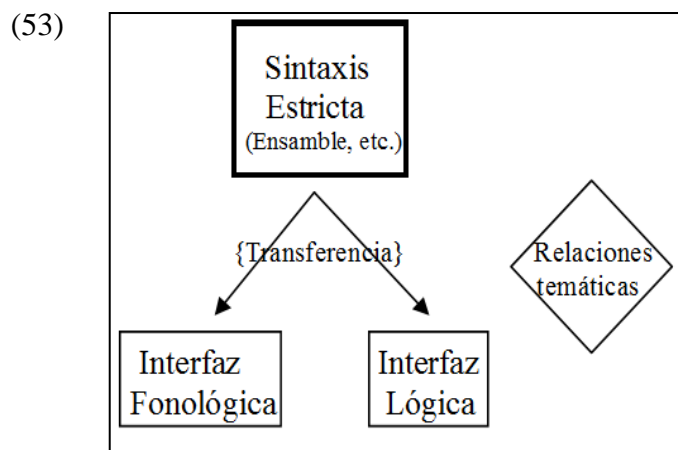 (53)
Sintaxis
Estricta
(Ensamble, etc.)
{Transferencia}
Relaciones
temáticas
Interfaz
Fonológica
Interfaz
Lógica